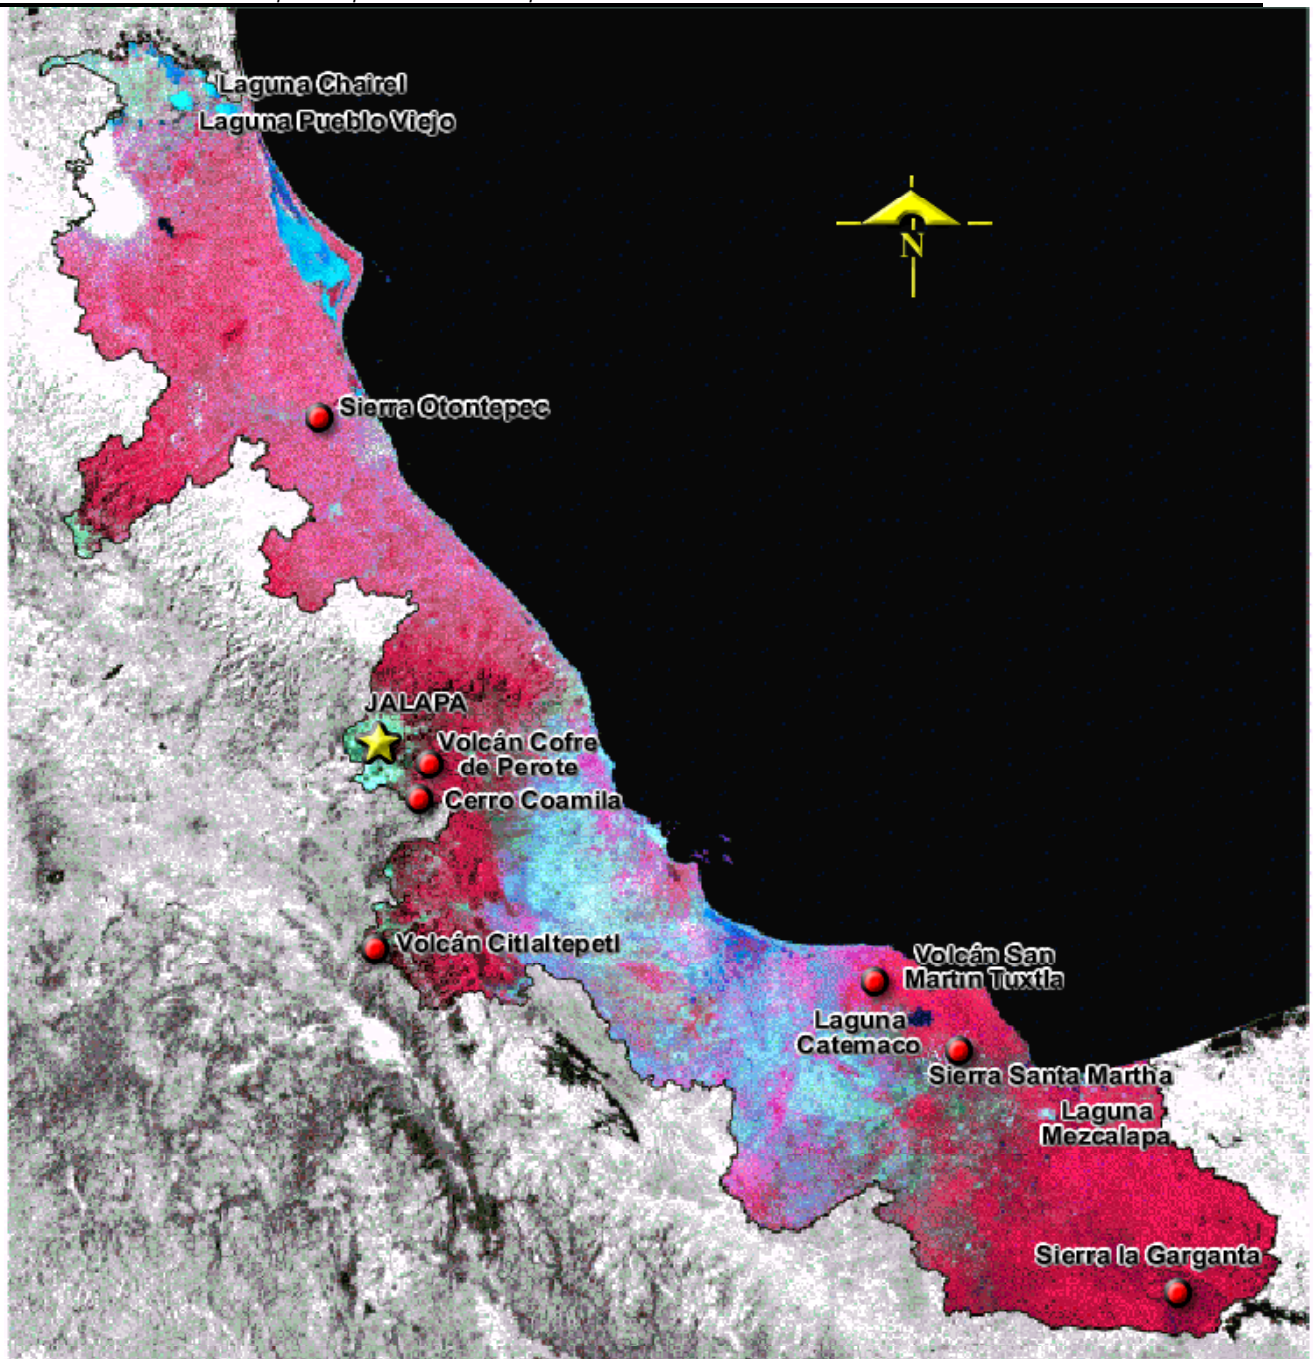 Laguna Chairel
Laguna Pueblo Viejo
N
Sierra Otontepec
JALAPA
Volcán Cofre
de Perote
Cerro Coamila
Volcán Citlaltepetl
Volcán San
Martın Tuxtla
Laguna
Catemaco
Sierra Santa Martha
Laguna
Mezcalapa
Sierra la Garganta